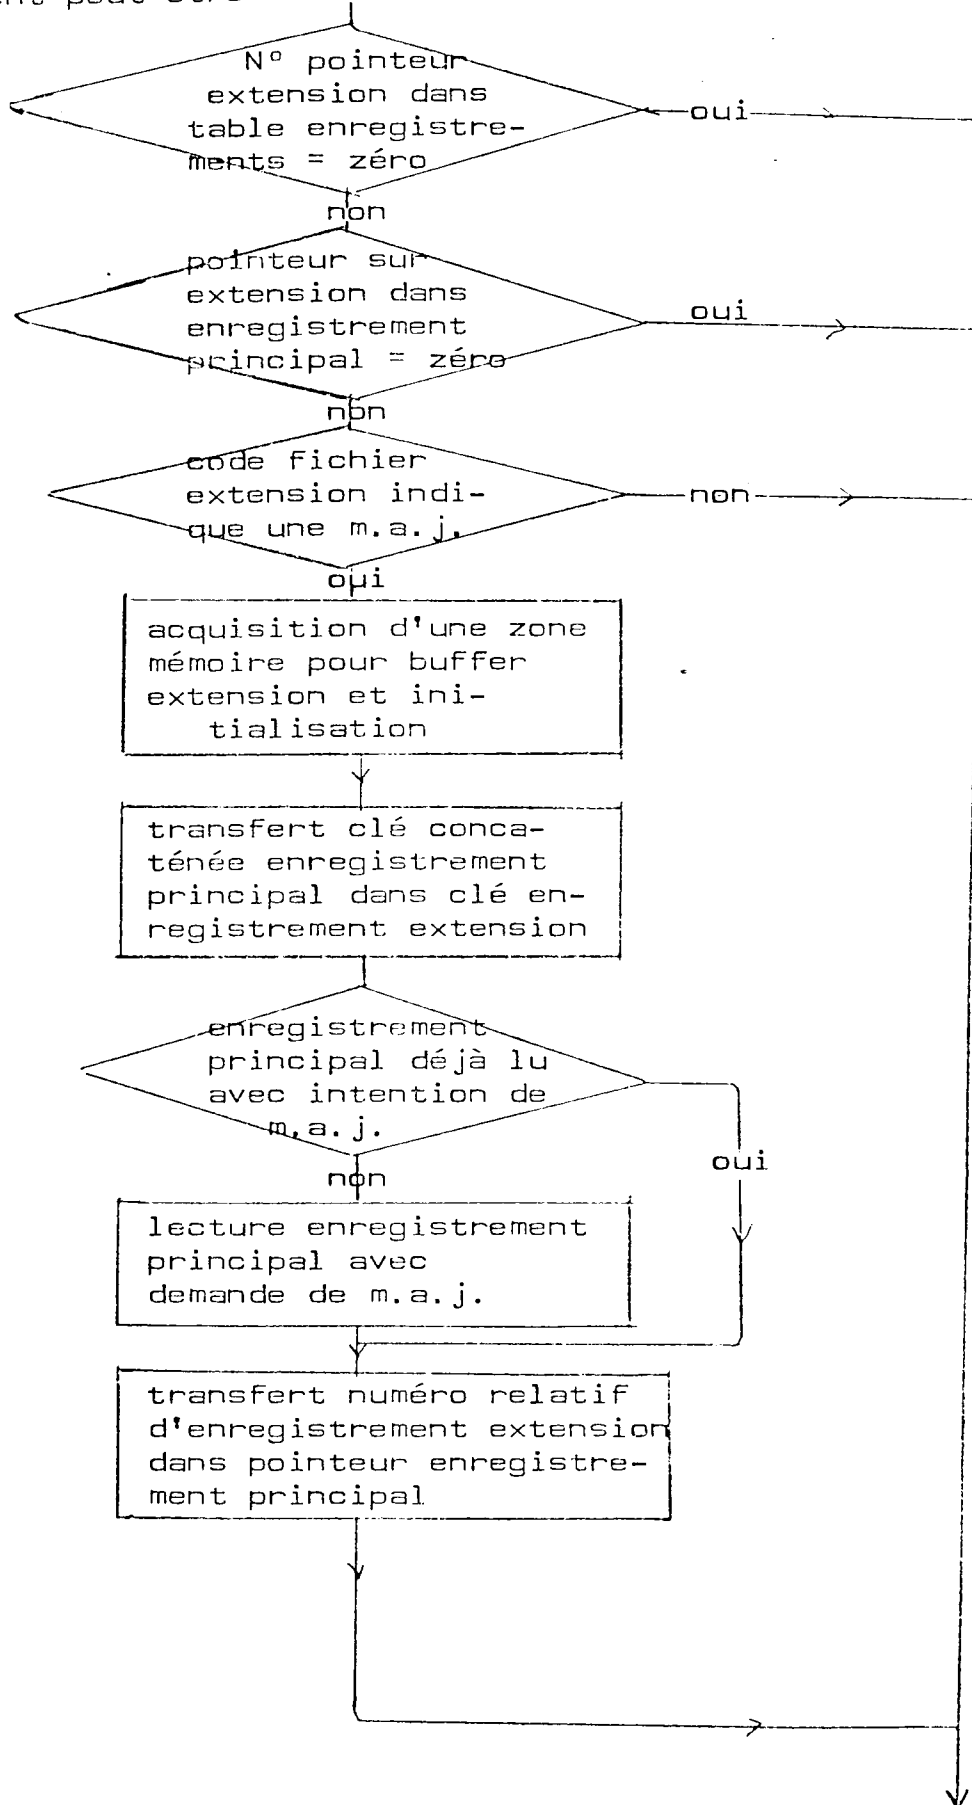 N° pointeur
extension dans
table enregistre-
ments = zéro
oui
non
pointeur sur
extension dans
enregistrement
principal = zéro
oui
non
code fichier
extension indi-
que une m.a.j.
non
oui
acquisition d'une zone
mémoire pour buffer
extension et ini-
tialisation
transfert clé conca-
ténée enregistrement
principal dans clé en-
registrement extension
enregistrement
principal déjà lu
avec intention de
m.a.j.
oui
non
lecture enregistrement
principal avec
demande de m.a.j.
transfert numéro relatif
d'enregistrement extension
dans pointeur enregistre-
ment principal